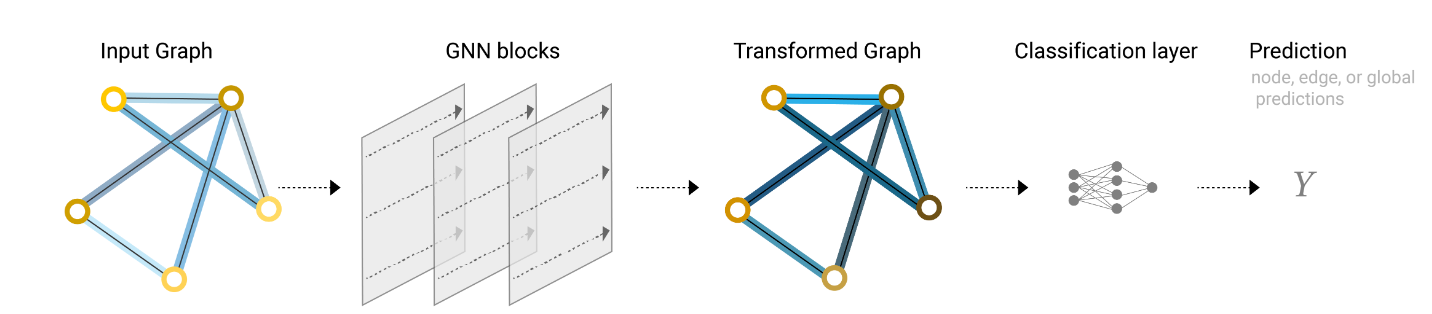 Input Graph
GNN blocks
Transformed Graph
Classification layer
Prediction
node, edge, or global
predictions
Y